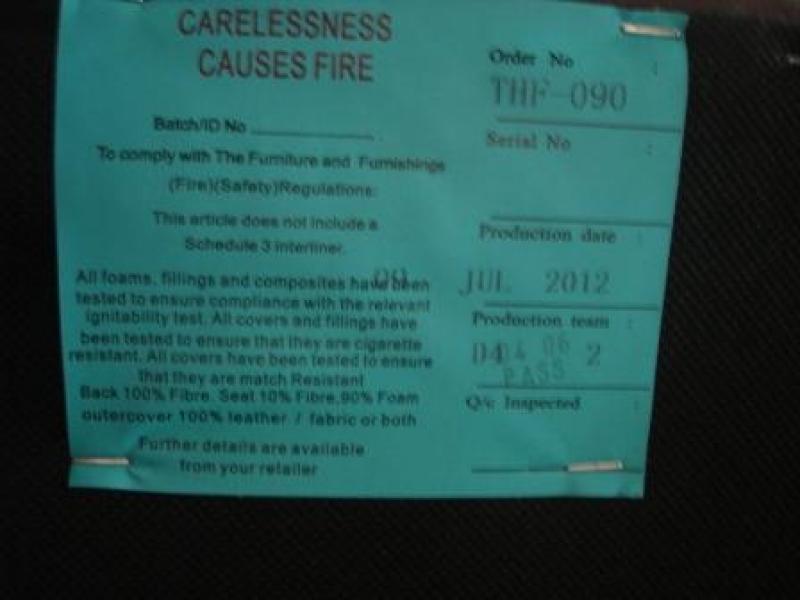 CARELESSNESS
CAUSES FIRE
Batch/ID No
To comply with The Furniture and Furnishings
(Fire)(Safety)Regulations:
This article does not include a
Schedule 3 interliner.
All foams, fillings and composites have been
tested to ensure compliance with the relevant
ignitability test. All covers and fillings have
been tested to ensure that they are cigarette
resistant. All covers have been tested to ensure
that they are match Resistant
Back 100% Fibre, Seat 10% Fibre,90% Foam
outercover 100% leather / fabric or both
Further details are available
from your retailer
Order No :
THF-090
Serial No :
Production date :
09 JUL 2012
Production team :
D4 2
PASS
Q/c Inspected :